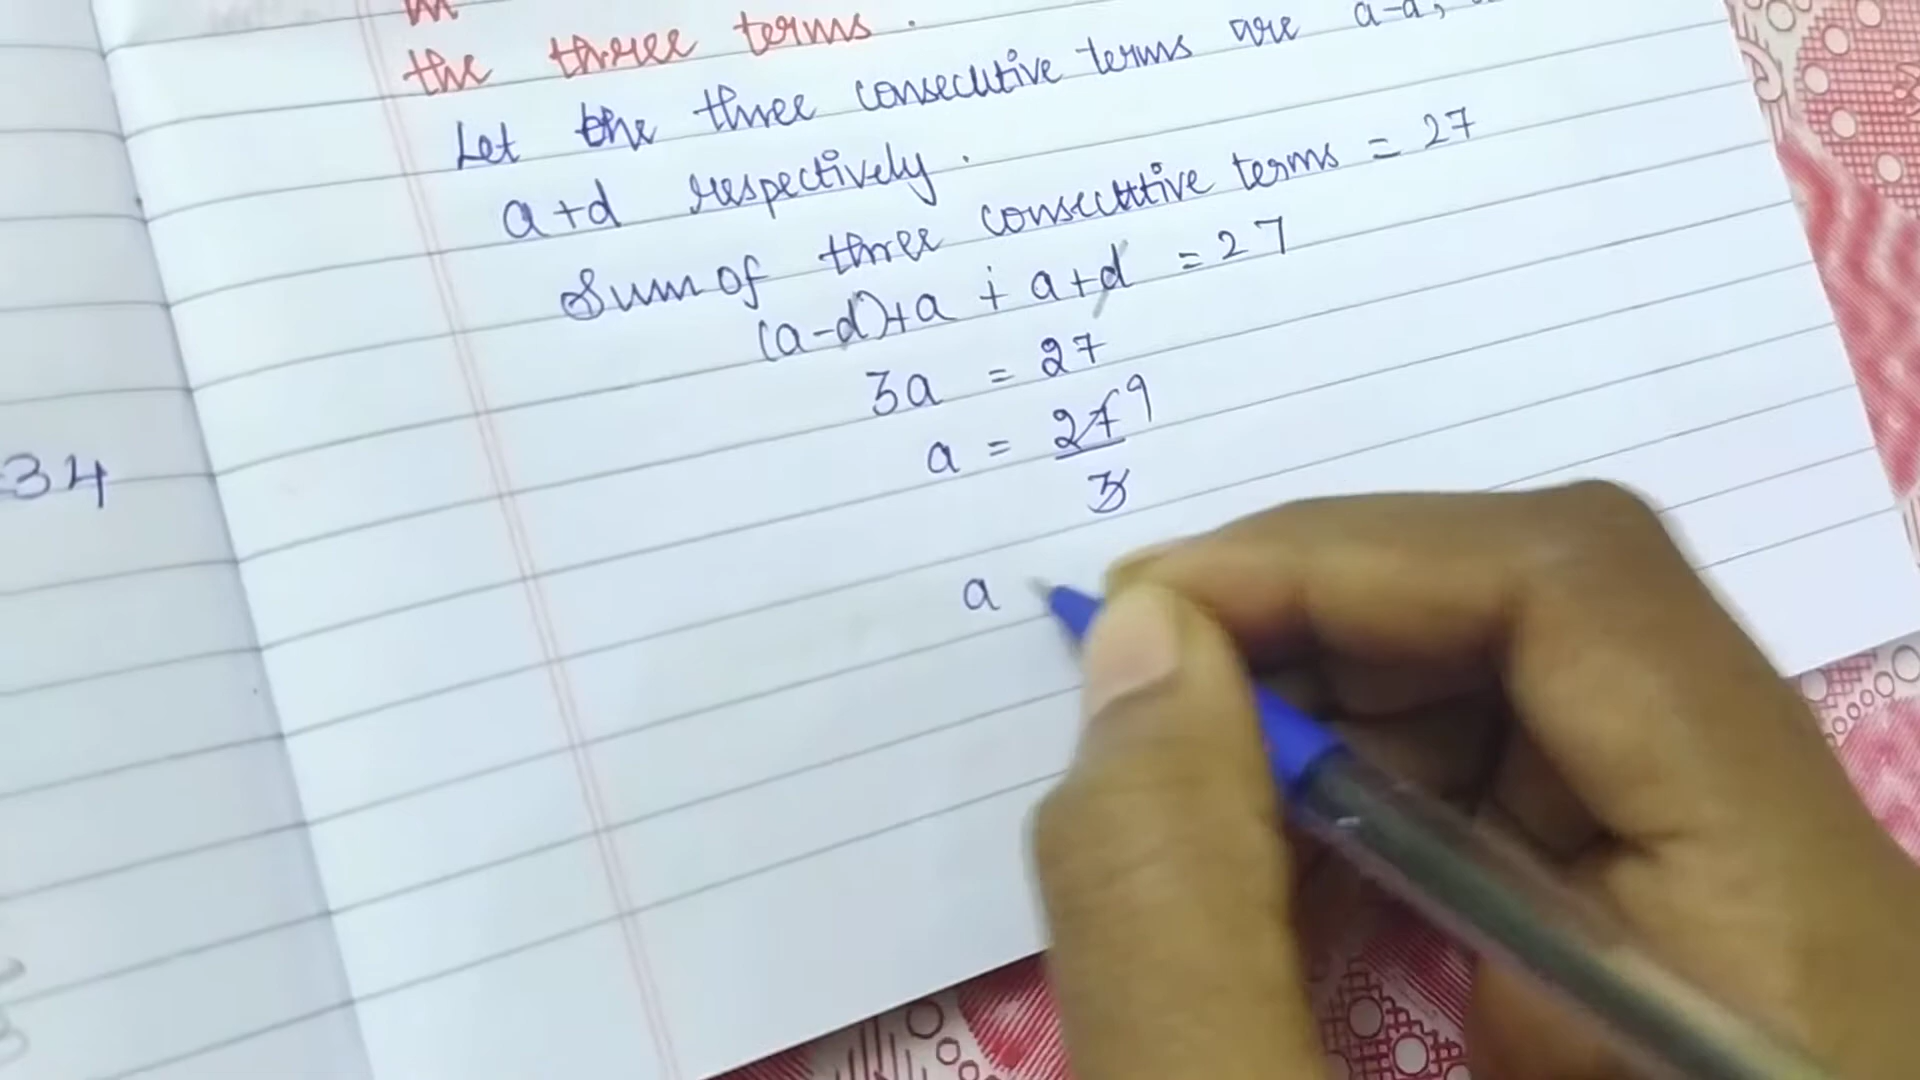 the three terms.
Let the three consecutive terms are a-d,
a+d respectively.
Sum of three consecutive terms = 27
(a-d)+a + a+d = 27
3a = 27
a = 27/3 9
a
34